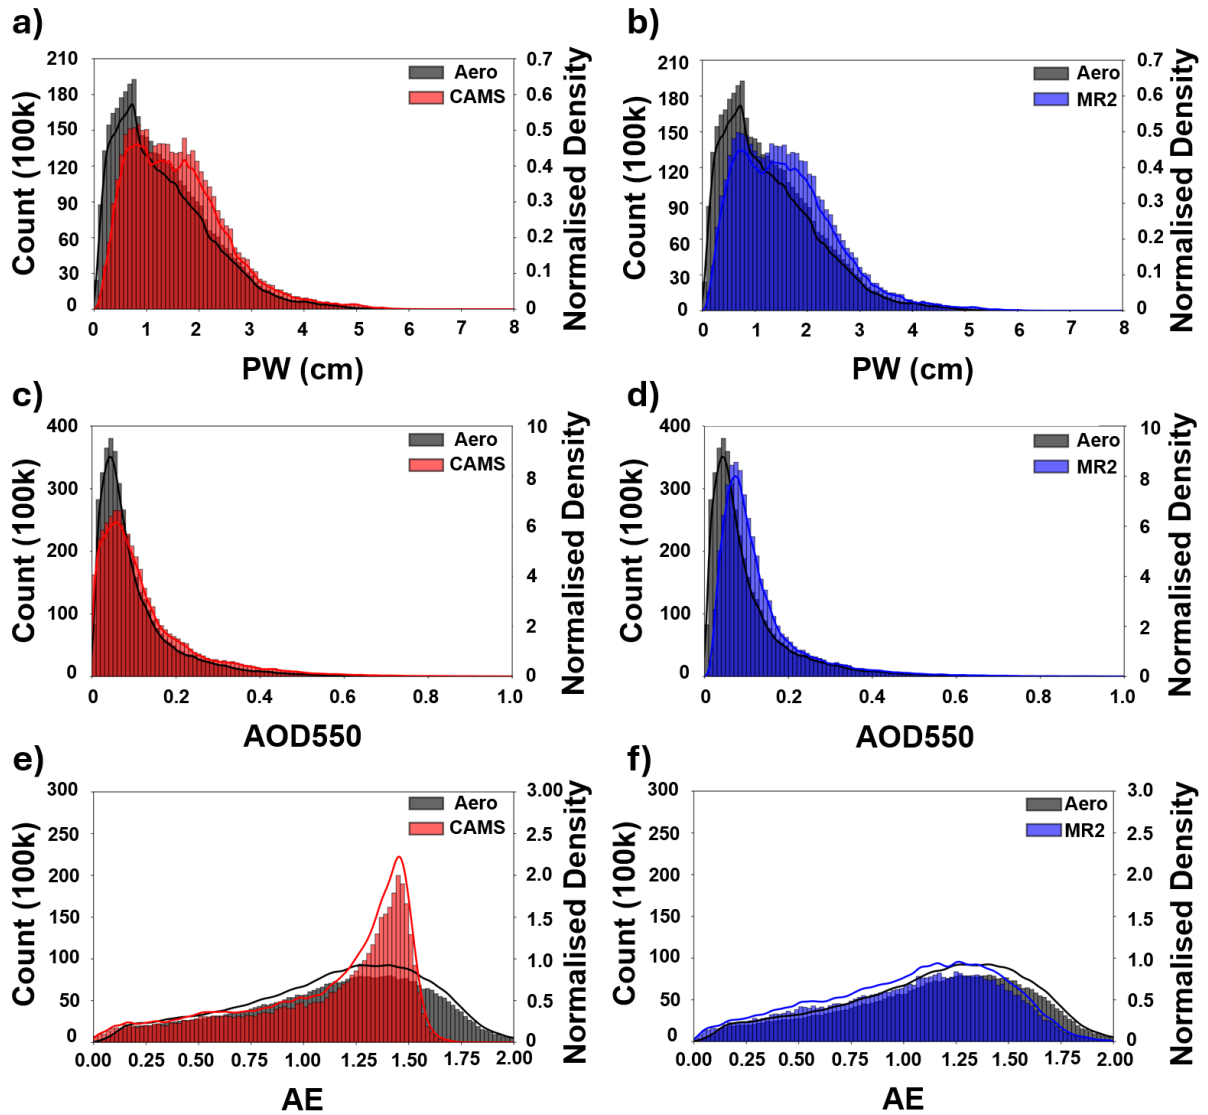 a)
210
180
150
120
90
60
30
0
Count (100k)
0.7
0.6
0.5
0.4
0.3
0.2
0.1
0
Normalised Density
Aero
CAMS
0 1 2 3 4 5 6 7 8
PW (cm)
b)
210
180
150
120
90
60
30
0
Count (100k)
0.7
0.6
0.5
0.4
0.3
0.2
0.1
0
Normalised Density
Aero
MR2
0 1 2 3 4 5 6 7 8
PW (cm)
c)
400
300
200
100
0
Count (100k)
10
8
6
4
2
0
Normalised Density
Aero
CAMS
0 0.2 0.4 0.6 0.8 1.0
AOD550
d)
400
300
200
100
0
Count (100k)
10
8
6
4
2
0
Normalised Density
Aero
MR2
0 0.2 0.4 0.6 0.8 1.0
AOD550
e)
300
250
200
150
100
50
0
Count (100k)
3.00
2.5
2.0
1.5
1.0
0.5
0
Normalised Density
Aero
CAMS
0.00 0.25 0.50 0.75 1.00 1.25 1.50 1.75 2.00
AE
f)
300
250
200
150
100
50
0
Count (100k)
3.0
2.5
2.0
1.5
1.0
0.5
0
Normalised Density
Aero
MR2
0.00 0.25 0.50 0.75 1.00 1.25 1.50 1.75 2.00
AE